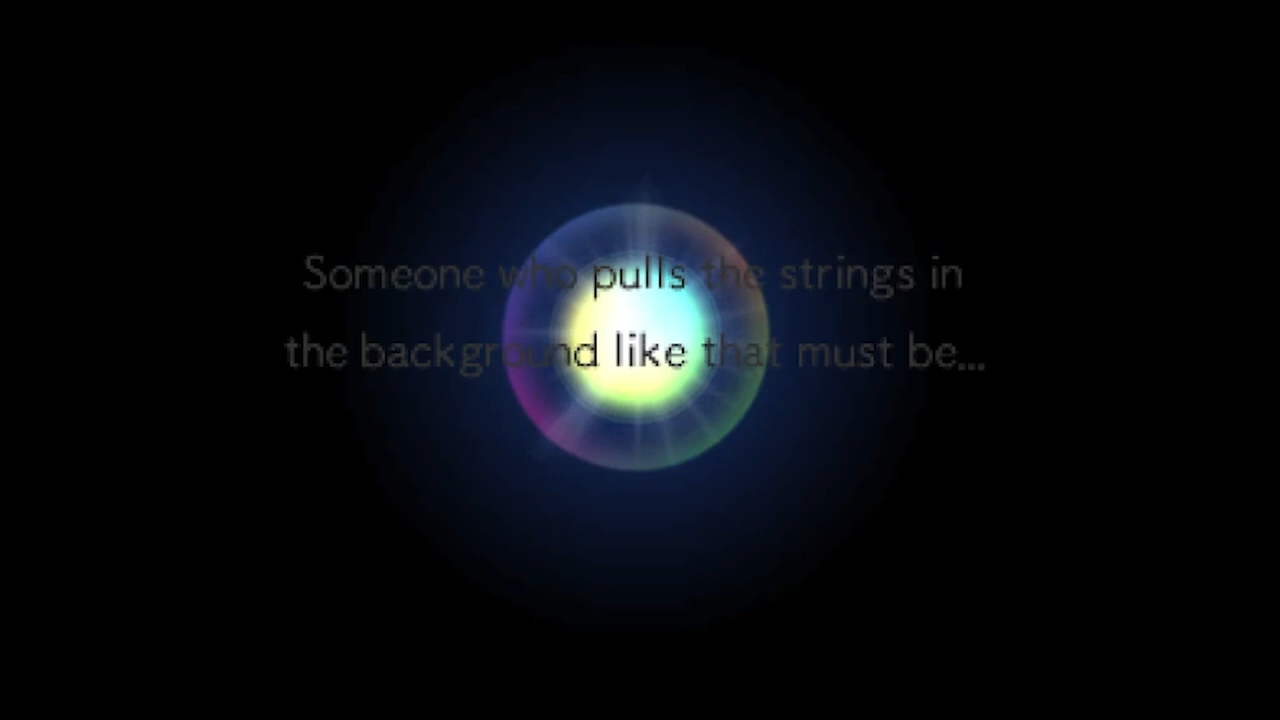 Someone who pulls the strings in
the background like that must be...